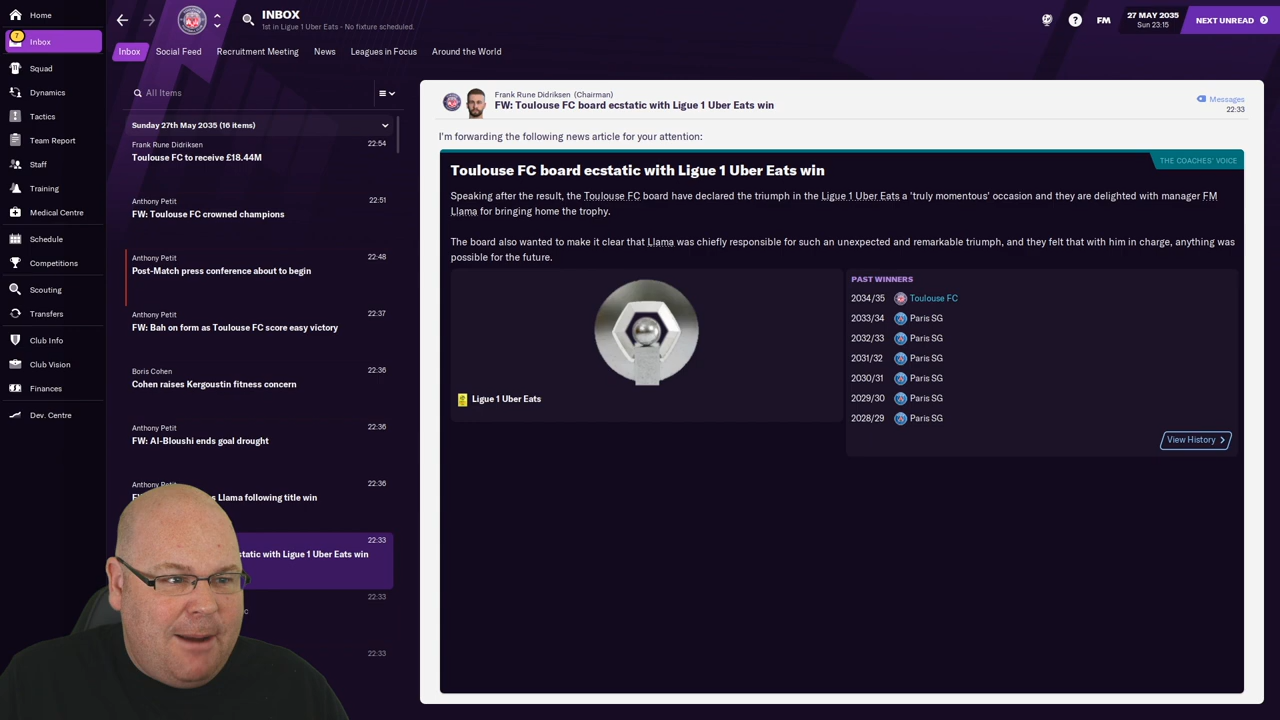 Home
7
Inbox
Squad
Dynamics
Tactics
Team Report
Staff
Training
Medical Centre
Schedule
Competitions
Scouting
Transfers
Club Info
Club Vision
Finances
Dev. Centre
INBOX
1st in Ligue 1 Uber Eats - No fixture scheduled.
?
FM
27 MAY 2035
Sun 23:15
NEXT UNREAD
Inbox
Social Feed
Recruitment Meeting
News
Leagues in Focus
Around the World
All Items
Sunday 27th May 2035 (16 items)
Frank Rune Didriksen 22:54
Toulouse FC to receive £18.44M
Anthony Petit 22:51
FW: Toulouse FC crowned champions
Anthony Petit 22:48
Post-Match press conference about to begin
Anthony Petit 22:37
FW: Bah on form as Toulouse FC score easy victory
Boris Cohen 22:36
Cohen raises Kergoustin fitness concern
Anthony Petit 22:36
FW: Al-Bloushi ends goal drought
Anthony Petit 22:36
Llama following title win
22:33
with Ligue 1 Uber Eats win
22:33
22:33
Frank Rune Didriksen (Chairman)
FW: Toulouse FC board ecstatic with Ligue 1 Uber Eats win
Messages
22:33
I'm forwarding the following news article for your attention:
THE COACHES' VOICE
Toulouse FC board ecstatic with Ligue 1 Uber Eats win
Speaking after the result, the Toulouse FC board have declared the triumph in the Ligue 1 Uber Eats a 'truly momentous' occasion and they are delighted with manager FM
Llama for bringing home the trophy.
The board also wanted to make it clear that Llama was chiefly responsible for such an unexpected and remarkable triumph, and they felt that with him in charge, anything was
possible for the future.
Ligue 1 Uber Eats
PAST WINNERS
2034/35 Toulouse FC
2033/34 Paris SG
2032/33 Paris SG
2031/32 Paris SG
2030/31 Paris SG
2029/30 Paris SG
2028/29 Paris SG
View History